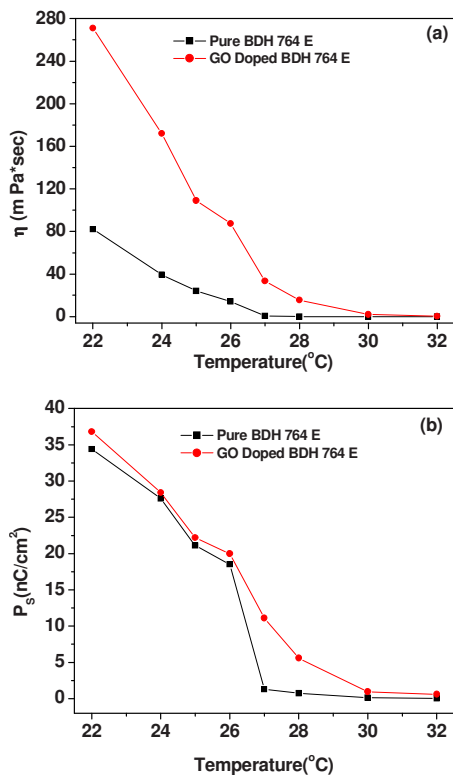 280
240
200
160
120
80
40
0
η (m Pa*sec)
(a)
Pure BDH 764 E
GO Doped BDH 764 E
22 24 26 28 30 32
Temperature(°C)
40
35
30
25
20
15
10
5
0
Ps(nC/cm²)
(b)
Pure BDH 764 E
GO Doped BDH 764 E
22 24 26 28 30 32
Temperature(°C)